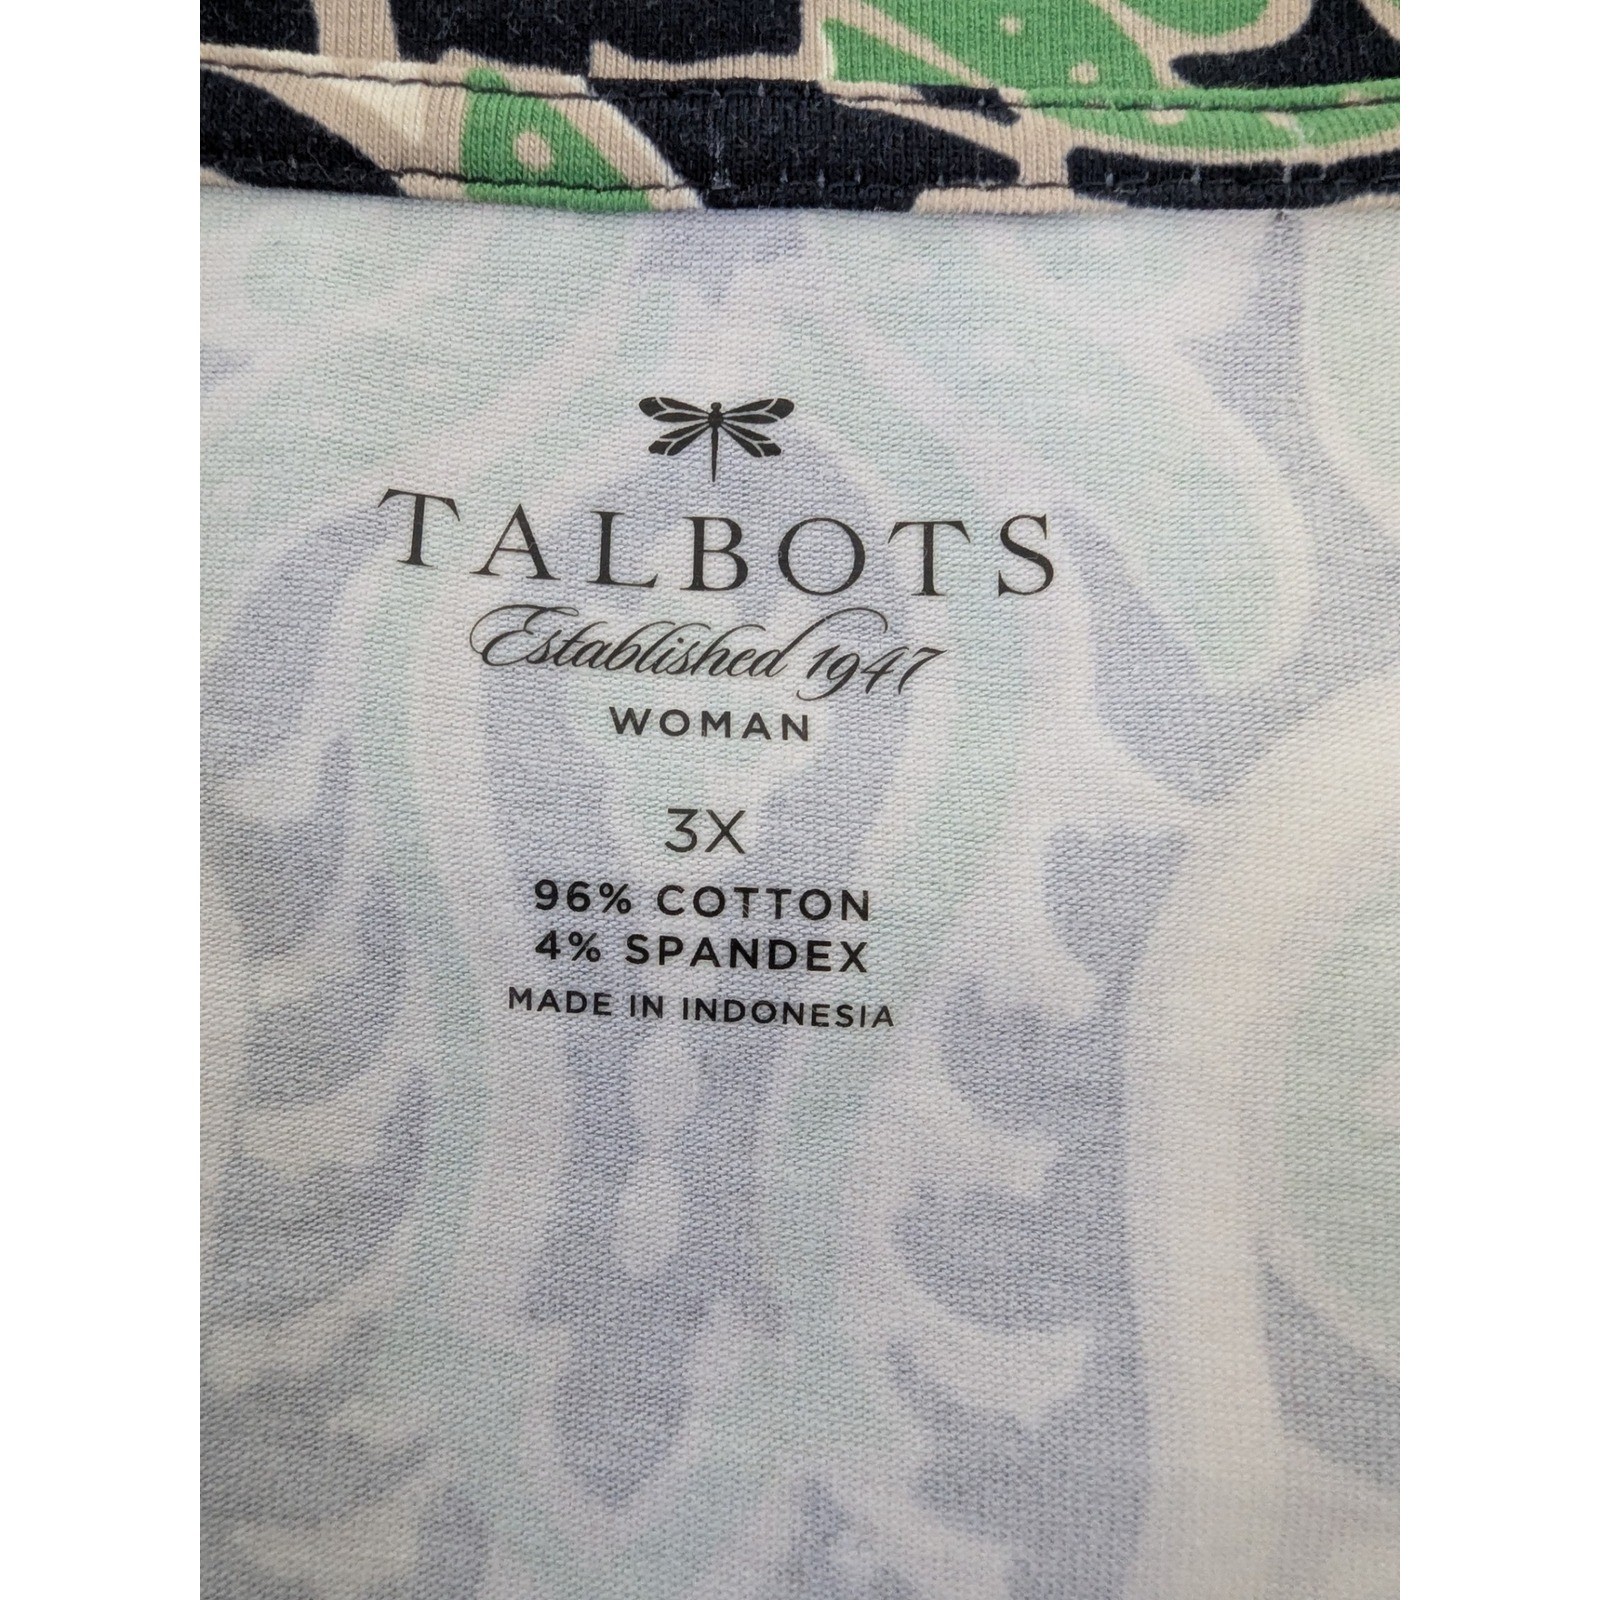 TALBOTS
Established 1947
WOMAN
3X
96% COTTON
4% SPANDEX
MADE IN INDONESIA